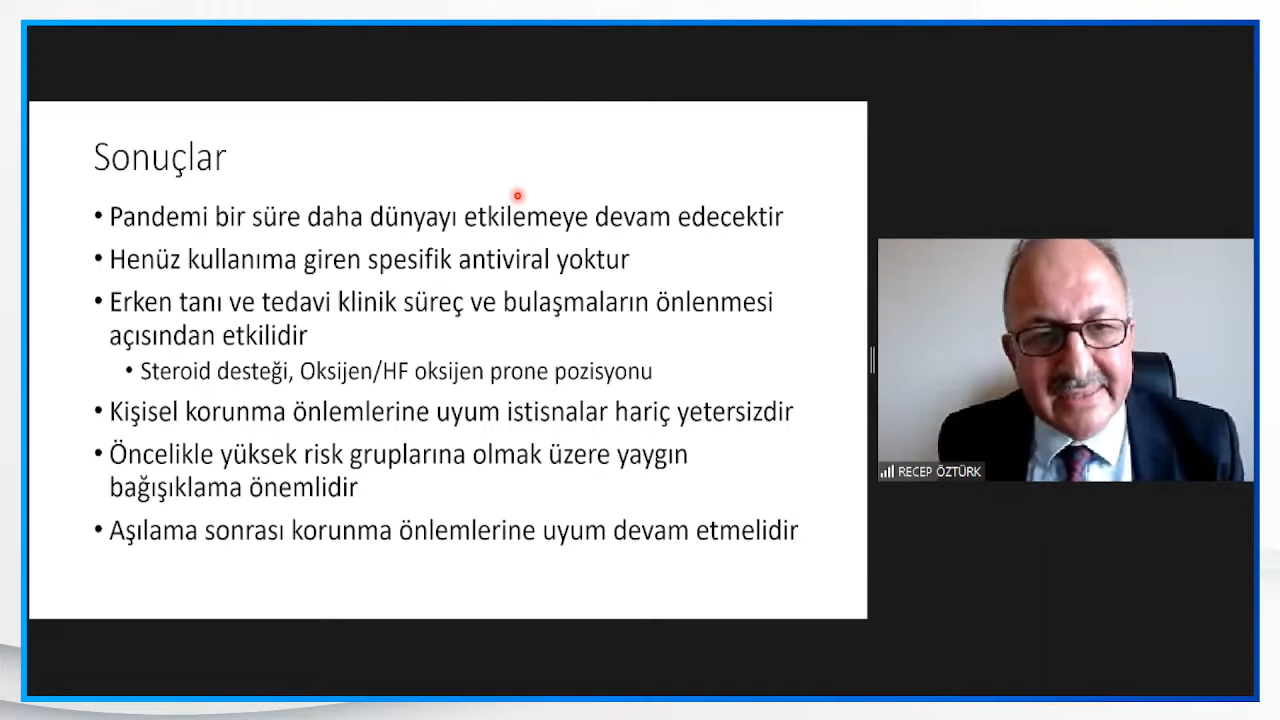 Sonuçlar
• Pandemi bir süre daha dünyayı etkilemeye devam edecektir
• Henüz kullanıma giren spesifik antiviral yoktur
• Erken tanı ve tedavi klinik süreç ve bulaşmaların önlenmesi
açısından etkilidir
• Steroid desteği, Oksijen/HF oksijen prone pozisyonu
• Kişisel korunma önlemlerine uyum istisnalar hariç yetersizdir
• Öncelikle yüksek risk gruplarına olmak üzere yaygın
bağışıklama önemlidir
• Aşılama sonrası korunma önlemlerine uyum devam etmelidir
RECEP ÖZTÜRK